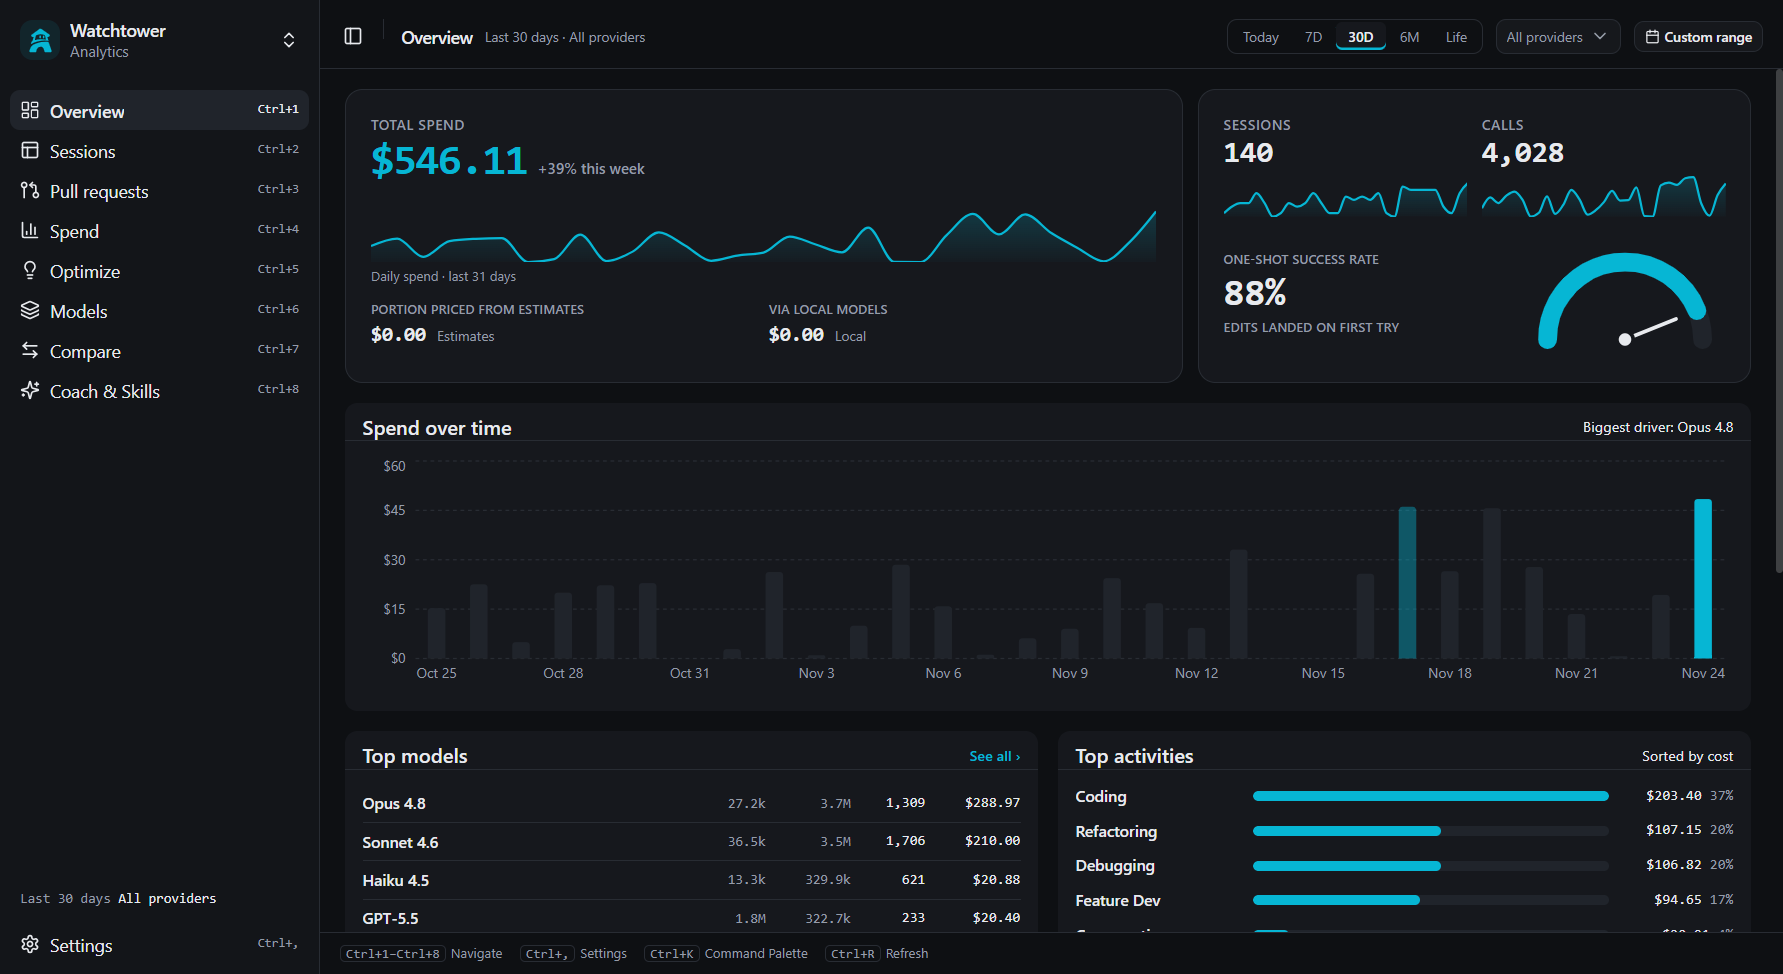 Watchtower
Analytics
Overview Ctrl+1
Sessions Ctrl+2
Pull requests Ctrl+3
Spend Ctrl+4
Optimize Ctrl+5
Models Ctrl+6
Compare Ctrl+7
Coach & Skills Ctrl+8
Last 30 days All providers
Settings Ctrl+,
Overview Last 30 days · All providers
Today 7D 30D 6M Life
All providers
Custom range
TOTAL SPEND
$546.11 +39% this week
Daily spend · last 31 days
PORTION PRICED FROM ESTIMATES
$0.00 Estimates
VIA LOCAL MODELS
$0.00 Local
SESSIONS
140
CALLS
4,028
ONE-SHOT SUCCESS RATE
88%
EDITS LANDED ON FIRST TRY
Spend over time
Biggest driver: Opus 4.8
$60
$45
$30
$15
$0
Oct 25 Oct 28 Oct 31 Nov 3 Nov 6 Nov 9 Nov 12 Nov 15 Nov 18 Nov 21 Nov 24
Top models See all ›
Opus 4.8 27.2k 3.7M 1,309 $288.97
Sonnet 4.6 36.5k 3.5M 1,706 $210.00
Haiku 4.5 13.3k 329.9k 621 $20.88
GPT-5.5 1.8M 322.7k 233 $20.40
Top activities Sorted by cost
Coding $203.40 37%
Refactoring $107.15 20%
Debugging $106.82 20%
Feature Dev $94.65 17%
Ctrl+1–Ctrl+8 Navigate Ctrl+, Settings Ctrl+K Command Palette Ctrl+R Refresh